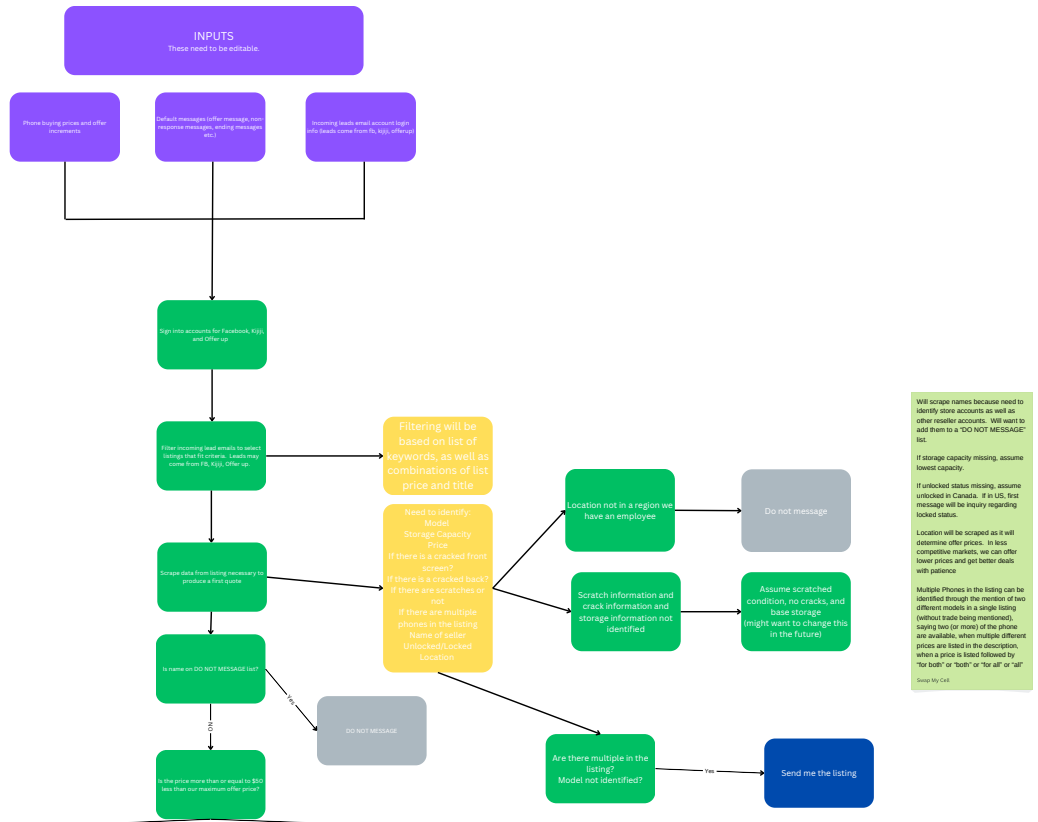 INPUTS
These need to be editable.
Phone buying prices and offer
increments
Default messages (offer message, non-
response messages, ending messages
etc.)
Incoming leads email account login
info (leads come from fb, kijiji, offerup)
Sign into accounts for Facebook, Kijiji,
and Offer up
Filter incoming lead emails to select
listings that fit criteria. Leads may
come from FB, Kijiji, Offer up.
Filtering will be
based on list of
keywords, as well as
combinations of list
price and title
Scrape data from listing necessary to
produce a first quote
Need to identify:
Model
Storage Capacity
Price
If there is a cracked front
screen?
If there is a cracked back?
If there are scratches or
not
If there are multiple
phones in the listing
Name of seller
Unlocked/Locked
Location
Location not in a region we
have an employee
Do not message
Scratch information and
crack information and
storage information not
identified
Assume scratched
condition, no cracks, and
base storage
(might want to change this
in the future)
Is name on DO NOT MESSAGE list?
Yes
DO NOT MESSAGE
NO
Is the price more than or equal to $50
less than our maximum offer price?
Are there multiple in the
listing?
Model not identified?
Yes
Send me the listing
Will scrape names because need to
identify store accounts as well as
other reseller accounts. Will want to
add them to a "DO NOT MESSAGE"
list.
If storage capacity missing, assume
lowest capacity.
If unlocked status missing, assume
unlocked in Canada. If in US, first
message will be inquiry regarding
locked status.
Location will be scraped as it will
determine offer prices. In less
competitive markets, we can offer
lower prices and get better deals
with patience
Multiple Phones in the listing can be
identified through the mention of two
different models in a single listing
(without trade being mentioned),
saying two (or more) of the phone
are available, when multiple different
prices are listed in the description,
when a price is listed followed by
"for both" or "both" or "for all" or "all"
Swap My Cell